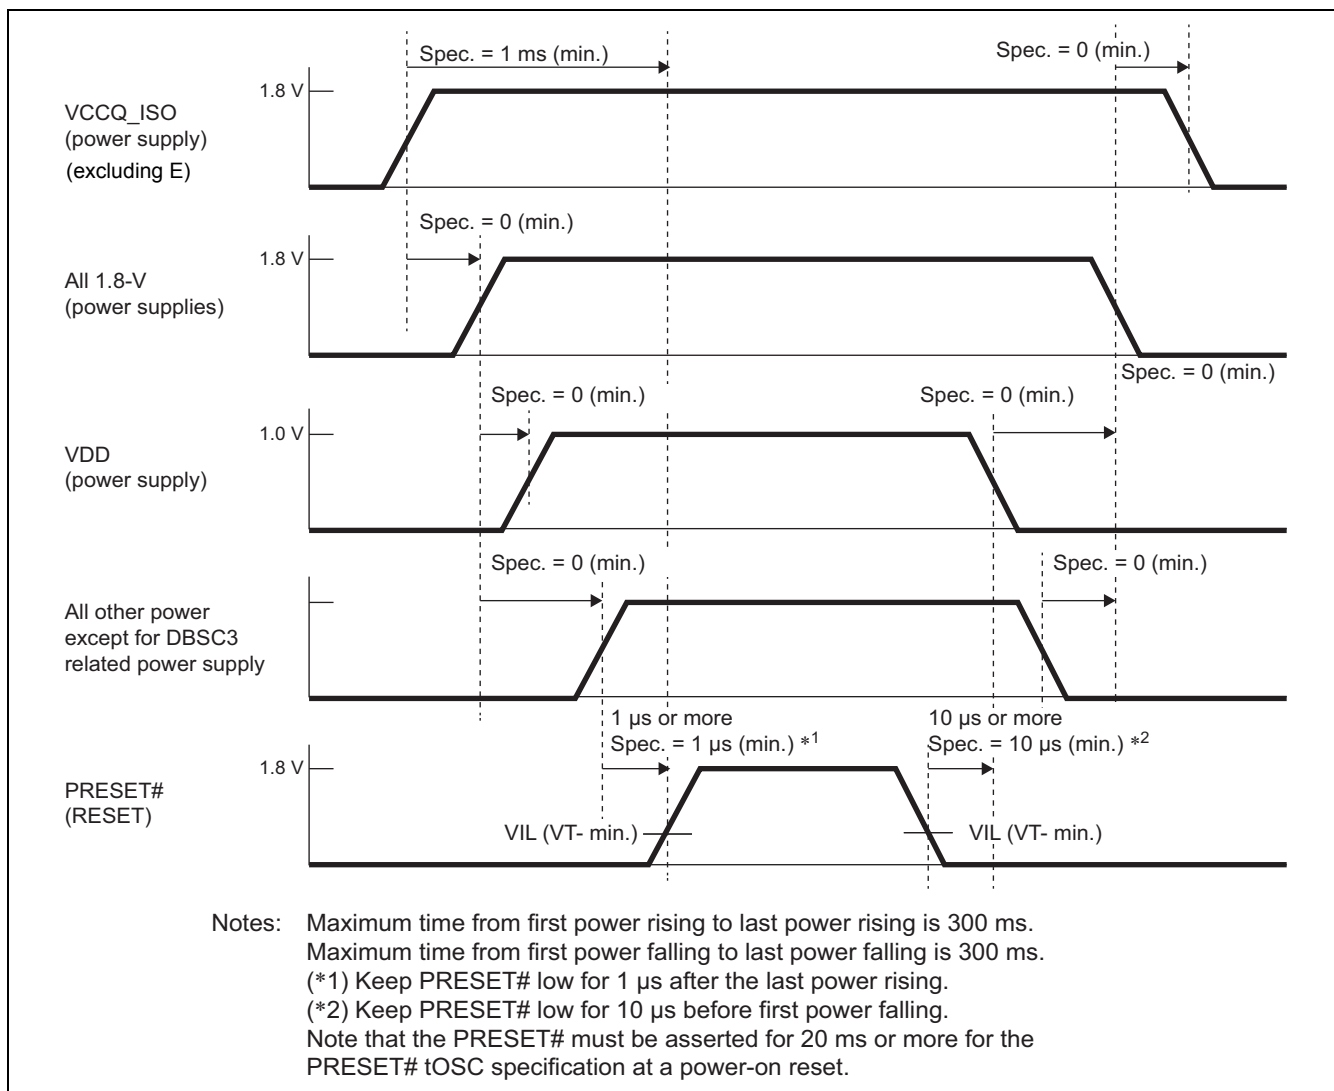 Spec. = 1 ms (min.)
Spec. = 0 (min.)
1.8 V
VCCQ_ISO
(power supply)
(excluding E)
Spec. = 0 (min.)
1.8 V
All 1.8-V
(power supplies)
Spec. = 0 (min.)
Spec. = 0 (min.)
Spec. = 0 (min.)
1.0 V
VDD
(power supply)
Spec. = 0 (min.)
Spec. = 0 (min.)
All other power
except for DBSC3
related power supply
1 µs or more
Spec. = 1 µs (min.) *1
10 µs or more
Spec. = 10 µs (min.) *2
1.8 V
PRESET#
(RESET)
VIL (VT- min.)
VIL (VT- min.)
Notes: Maximum time from first power rising to last power rising is 300 ms.
Maximum time from first power falling to last power falling is 300 ms.
(*1) Keep PRESET# low for 1 µs after the last power rising.
(*2) Keep PRESET# low for 10 µs before first power falling.
Note that the PRESET# must be asserted for 20 ms or more for the
PRESET# tOSC specification at a power-on reset.